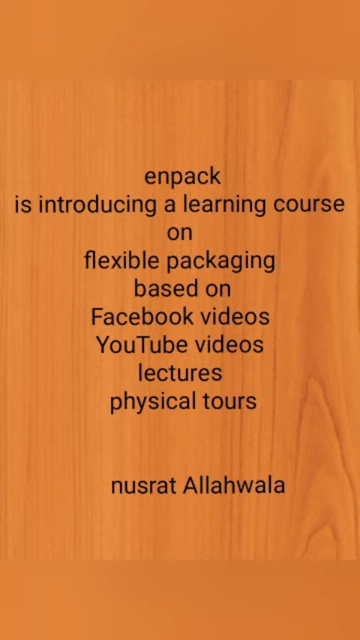 enpack
is introducing a learning course
on
flexible packaging
based on
Facebook videos
YouTube videos
lectures
physical tours
nusrat Allahwala